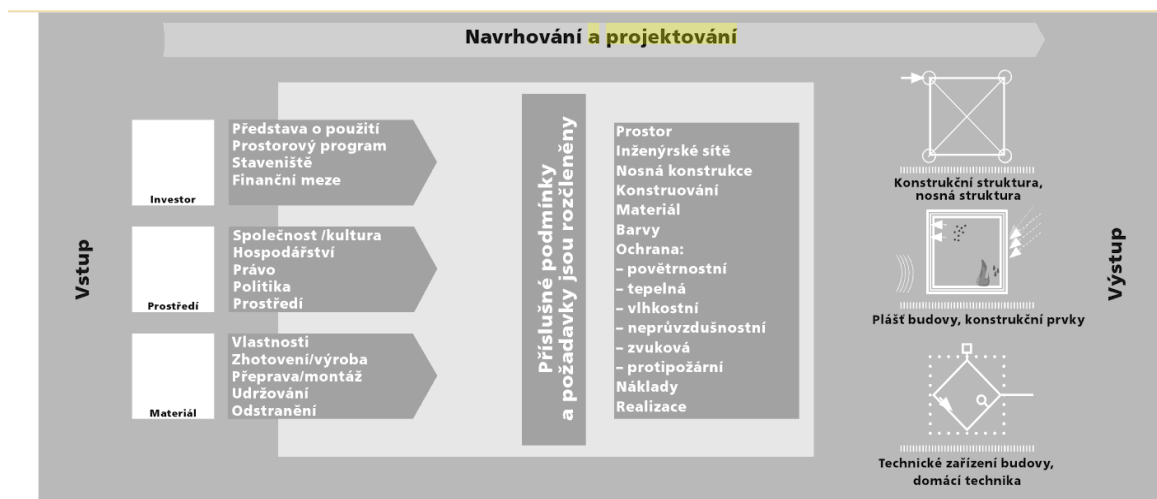 Navrhování a projektování
Vstup
Investor
Představa o použití
Prostorový program
Staveniště
Finanční meze
Prostředí
Společnost /kultura
Hospodářství
Právo
Politika
Prostředí
Materiál
Vlastnosti
Zhotovení/výroba
Přeprava/montáž
Udržování
Odstranění
Příslušné podmínky
a požadavky jsou rozčleněny
Prostor
Inženýrské sítě
Nosná konstrukce
Konstruování
Materiál
Barvy
Ochrana:
– povětrnostní
– tepelná
– vlhkostní
– neprůvzdušnostní
– zvuková
– protipožární
Náklady
Realizace
Konstrukční struktura,
nosná struktura
Plášť budovy, konstrukční prvky
Technické zařízení budovy,
domácí technika
Výstup